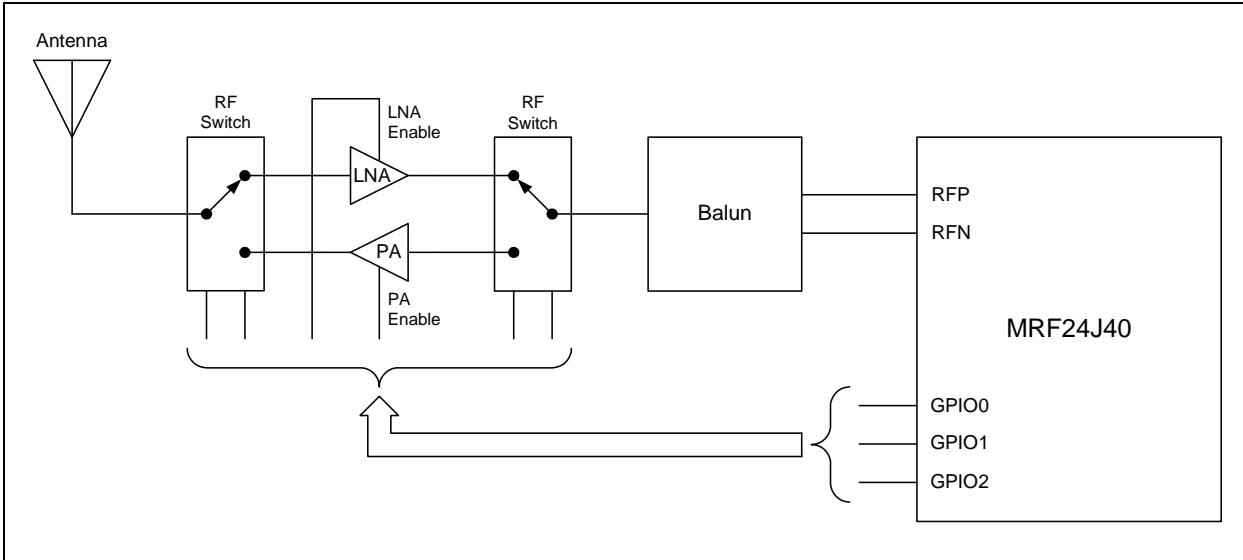 Antenna
RF
Switch
LNA
Enable
RF
Switch
LNA
PA
PA
Enable
Balun
RFP
RFN
MRF24J40
GPIO0
GPIO1
GPIO2